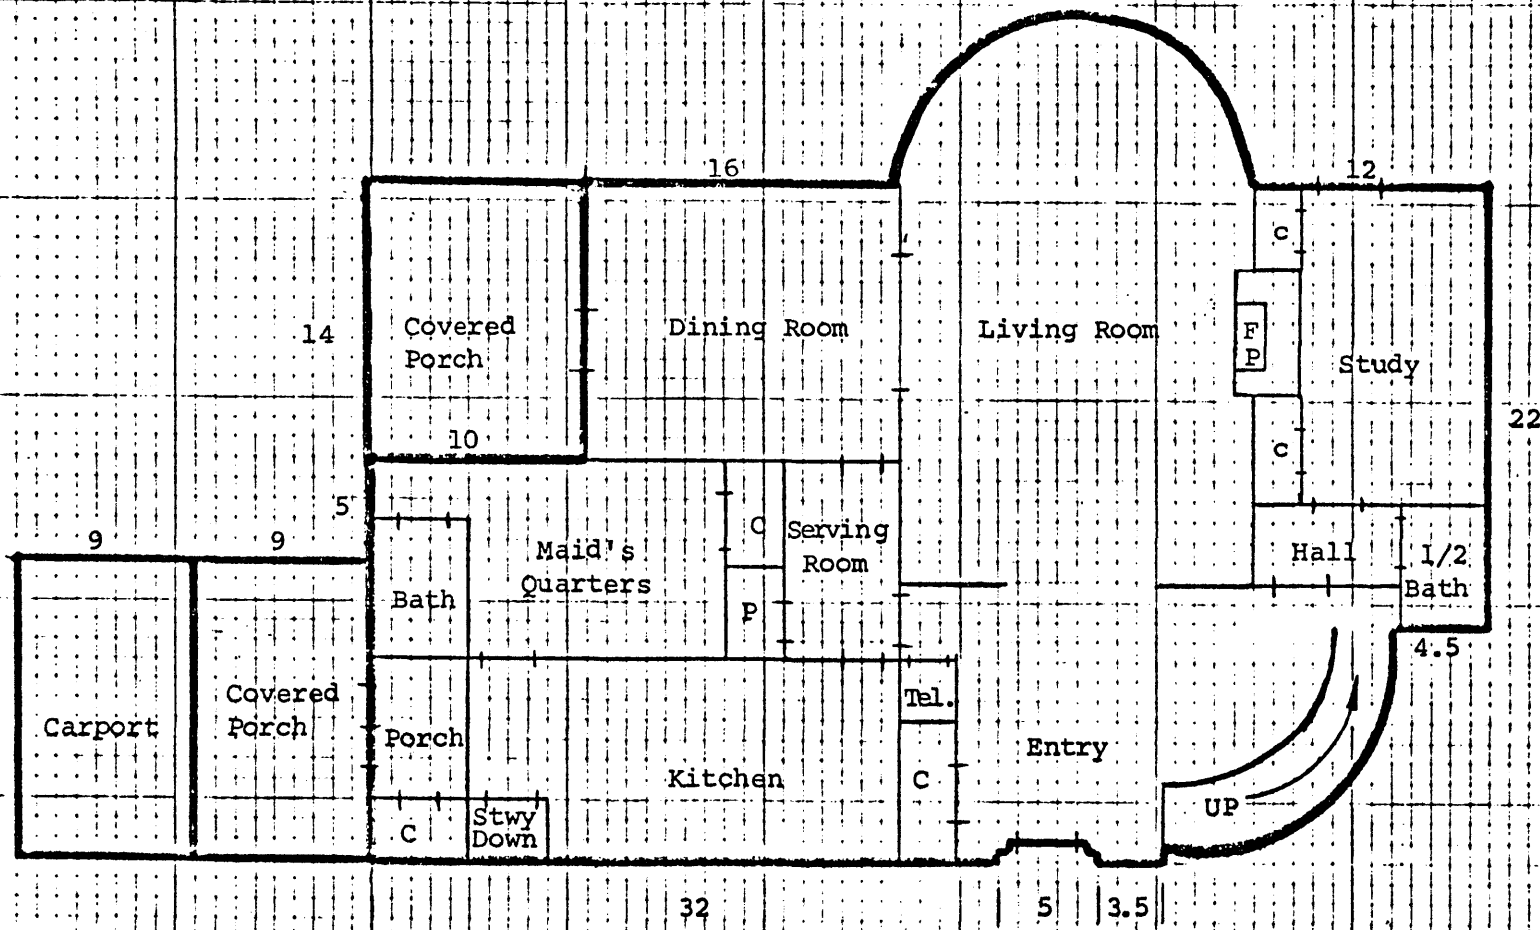 16
12
C
Covered
Porch
Dining Room
Living Room
F
P
Study
14
22
10
C
5
C
Serving
Room
9
9
Maid's
Quarters
Hall
1/2
Bath
Bath
P
4.5
Covered
Porch
Carport
Porch
Tel.
Entry
Kitchen
C
UP
C
Stwy
Down
32
5
3.5